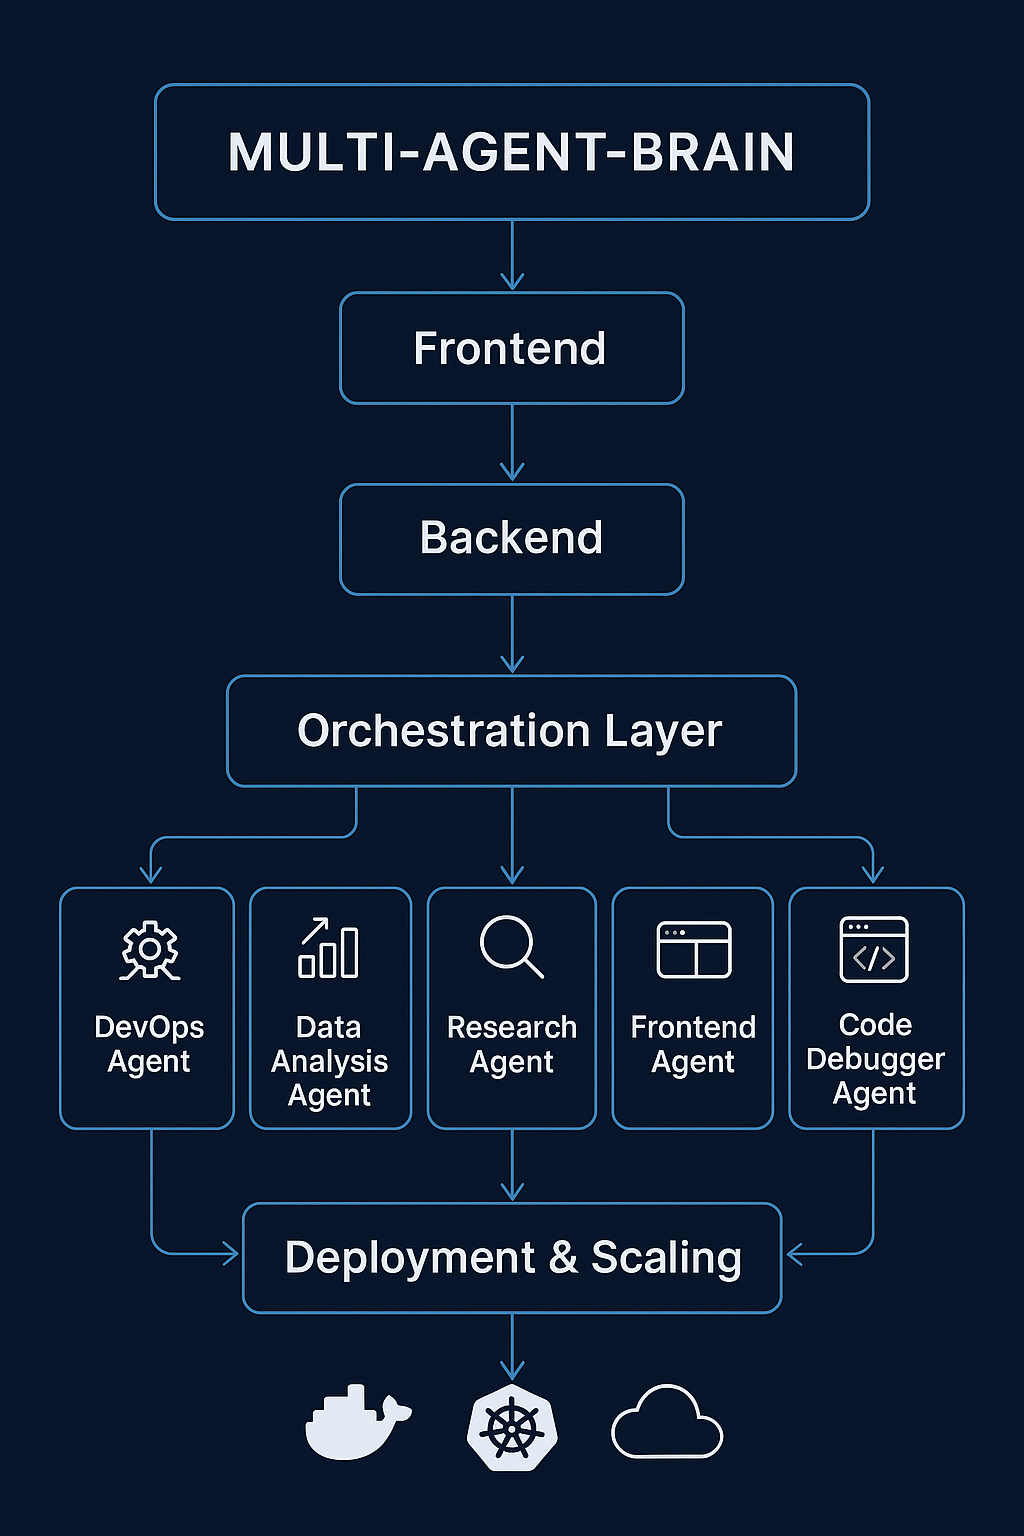 MULTI-AGENT-BRAIN
Frontend
Backend
Orchestration Layer
DevOps
Agent
Data
Analysis
Agent
Research
Agent
Frontend
Agent
Code
Debugger
Agent
Deployment & Scaling